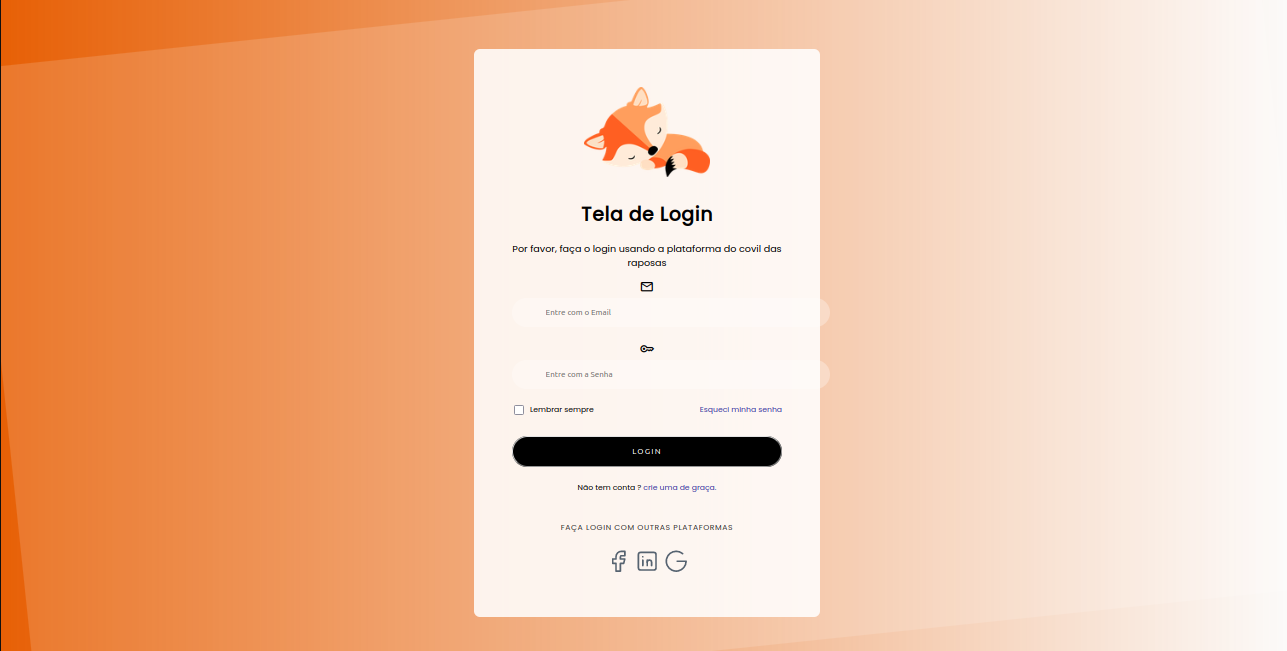 Tela de Login
Por favor, faça o login usando a plataforma do covil das
raposas
Entre com o Email
Entre com a Senha
Lembrar sempre
Esqueci minha senha
LOGIN
Não tem conta ? crie uma de graça.
FAÇA LOGIN COM OUTRAS PLATAFORMAS